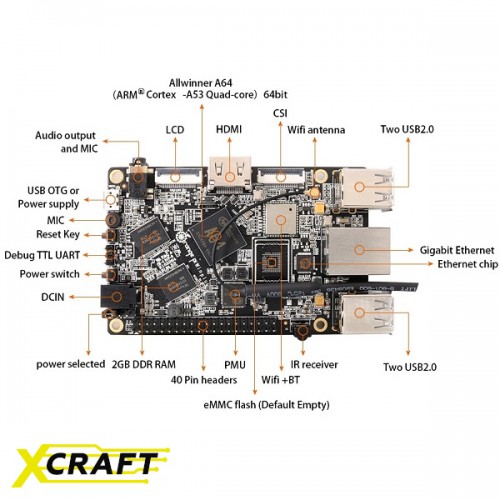 Allwinner A64
(ARM® Cortex -A53 Quad-core) 64bit
CSI
Audio output
and MIC
LCD
HDMI
Wifi antenna
Two USB2.0
USB OTG or
Power supply
MIC
Reset Key
Debug TTL UART
Power switch
DCIN
Gigabit Ethernet
Ethernet chip
power selected
2GB DDR RAM
PMU
IR receiver
Two USB2.0
40 Pin headers
Wifi +BT
eMMC flash (Default Empty)
XCRAFT